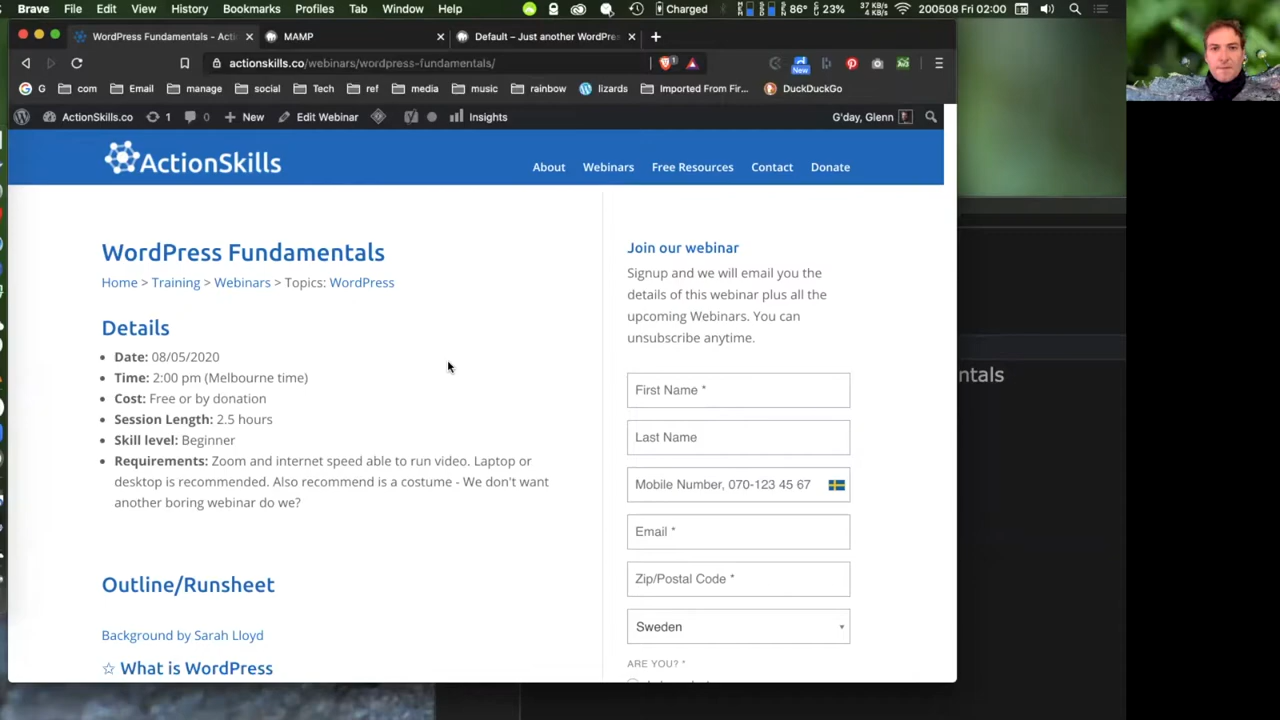 Brave File Edit View History Bookmarks Profiles Tab Window Help Charged 86° 23% 37 KB/s 4 KB/s 200508 Fri 02:00
WordPress Fundamentals - Acti
MAMP
Default – Just another WordPres
actionskills.co/webinars/wordpress-fundamentals/
1
New
G com Email manage social Tech ref media music rainbow lizards Imported From Fir... DuckDuckGo
ActionSkills.co 1 0 New Edit Webinar Insights G'day, Glenn
ActionSkills
About Webinars Free Resources Contact Donate
WordPress Fundamentals
Home > Training > Webinars > Topics: WordPress
Details
• Date: 08/05/2020
• Time: 2:00 pm (Melbourne time)
• Cost: Free or by donation
• Session Length: 2.5 hours
• Skill level: Beginner
• Requirements: Zoom and internet speed able to run video. Laptop or
desktop is recommended. Also recommend is a costume - We don't want
another boring webinar do we?
Outline/Runsheet
Background by Sarah Lloyd
☆ What is WordPress
Join our webinar
Signup and we will email you the
details of this webinar plus all the
upcoming Webinars. You can
unsubscribe anytime.
First Name *
Last Name
Mobile Number, 070-123 45 67
Email *
Zip/Postal Code *
Sweden
ARE YOU? *
ntals